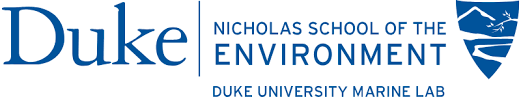 Duke
NICHOLAS SCHOOL OF THE
ENVIRONMENT
DUKE UNIVERSITY MARINE LAB